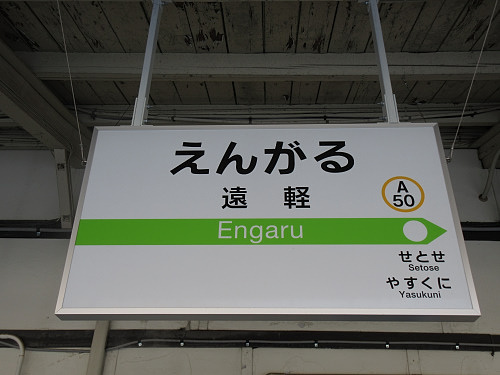 えんがる
遠軽
A
50
Engaru
せとせ
Setose
やすくに
Yasukuni